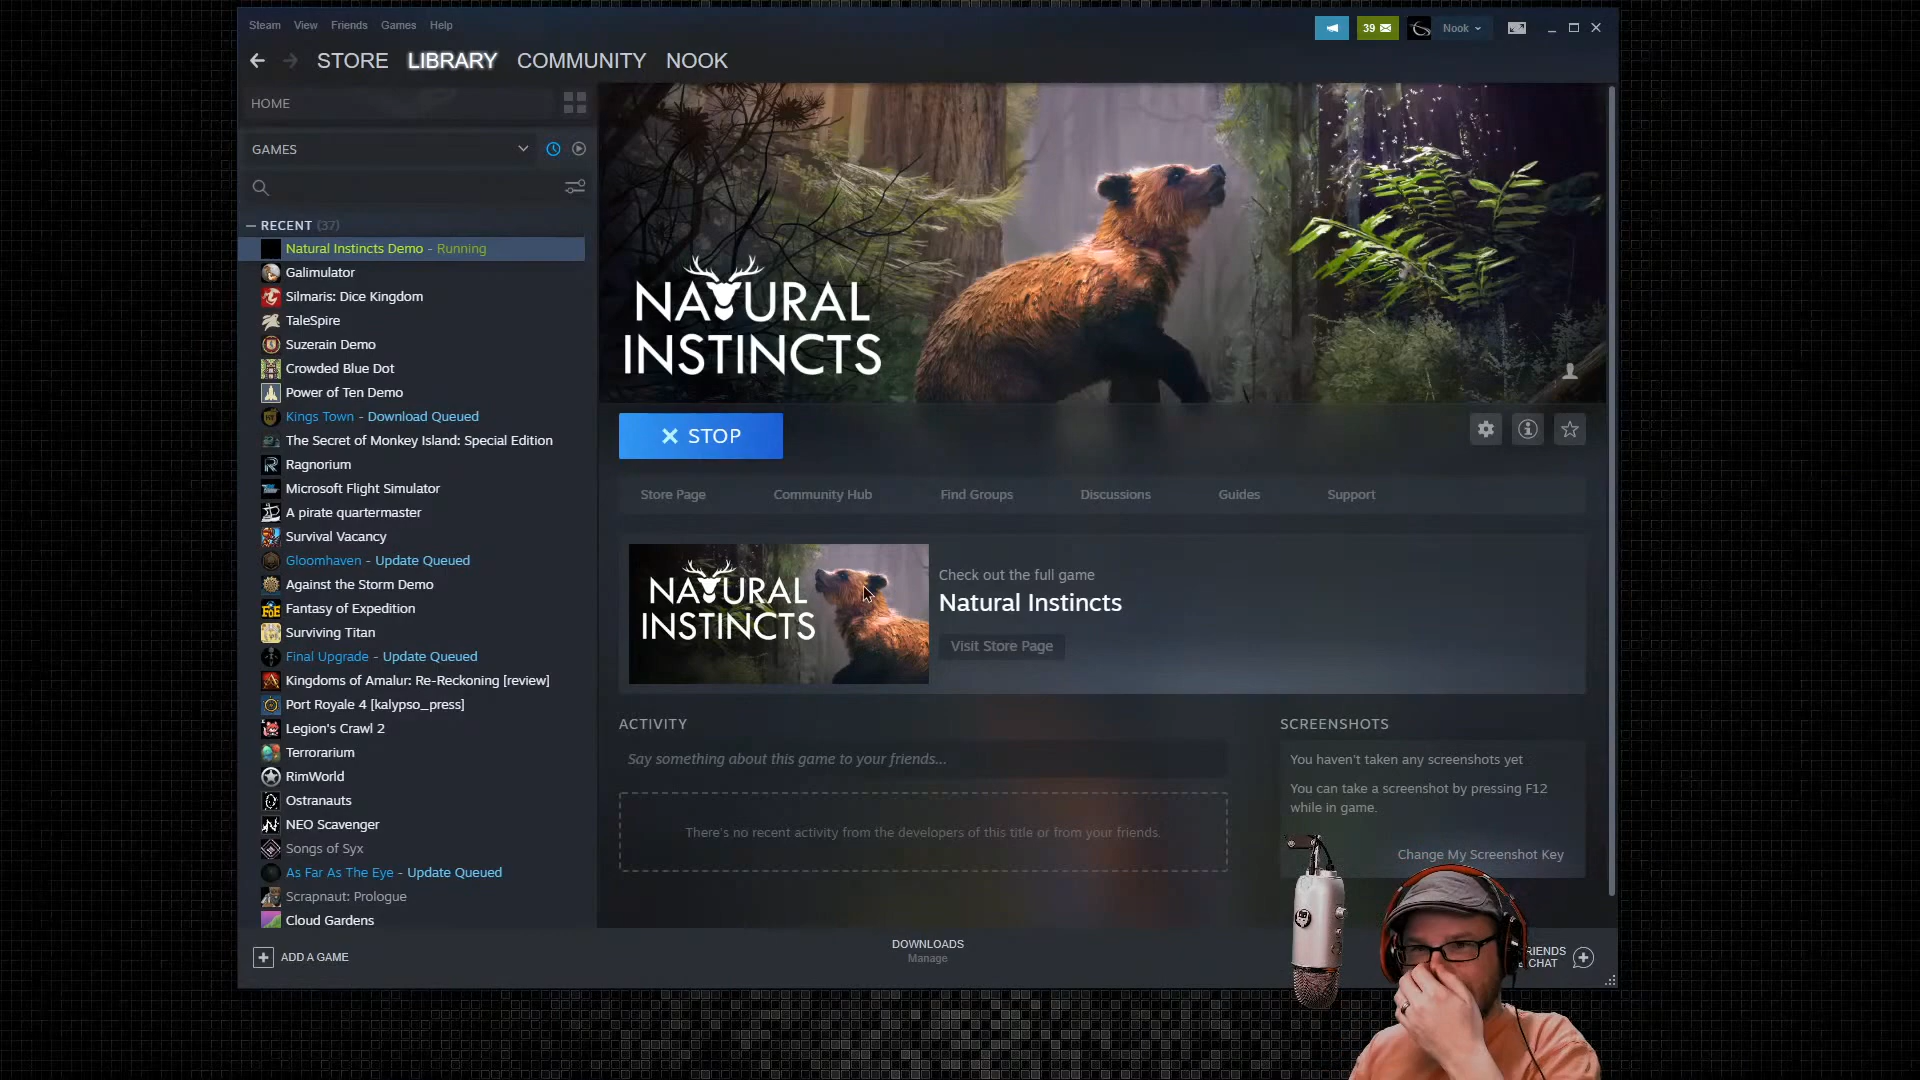 Steam View Friends Games Help
39 Nook
STORE LIBRARY COMMUNITY NOOK
HOME
GAMES
— RECENT (37)
Natural Instincts Demo - Running
Galimulator
Silmaris: Dice Kingdom
TaleSpire
Suzerain Demo
Crowded Blue Dot
Power of Ten Demo
Kings Town - Download Queued
The Secret of Monkey Island: Special Edition
Ragnorium
Microsoft Flight Simulator
A pirate quartermaster
Survival Vacancy
Gloomhaven - Update Queued
Against the Storm Demo
Fantasy of Expedition
Surviving Titan
Final Upgrade - Update Queued
Kingdoms of Amalur: Re-Reckoning [review]
Port Royale 4 [kalypso_press]
Legion's Crawl 2
Terrorarium
RimWorld
Ostranauts
NEO Scavenger
Songs of Syx
As Far As The Eye - Update Queued
Scrapnaut: Prologue
Cloud Gardens
ADD A GAME
NATURAL
INSTINCTS
STOP
Store Page Community Hub Find Groups Discussions Guides Support
NATURAL
INSTINCTS
Check out the full game
Natural Instincts
Visit Store Page
ACTIVITY
Say something about this game to your friends...
There's no recent activity from the developers of this title or from your friends.
SCREENSHOTS
You haven't taken any screenshots yet
You can take a screenshot by pressing F12
while in game.
Change My Screenshot Key
DOWNLOADS
Manage
RIENDS
CHAT